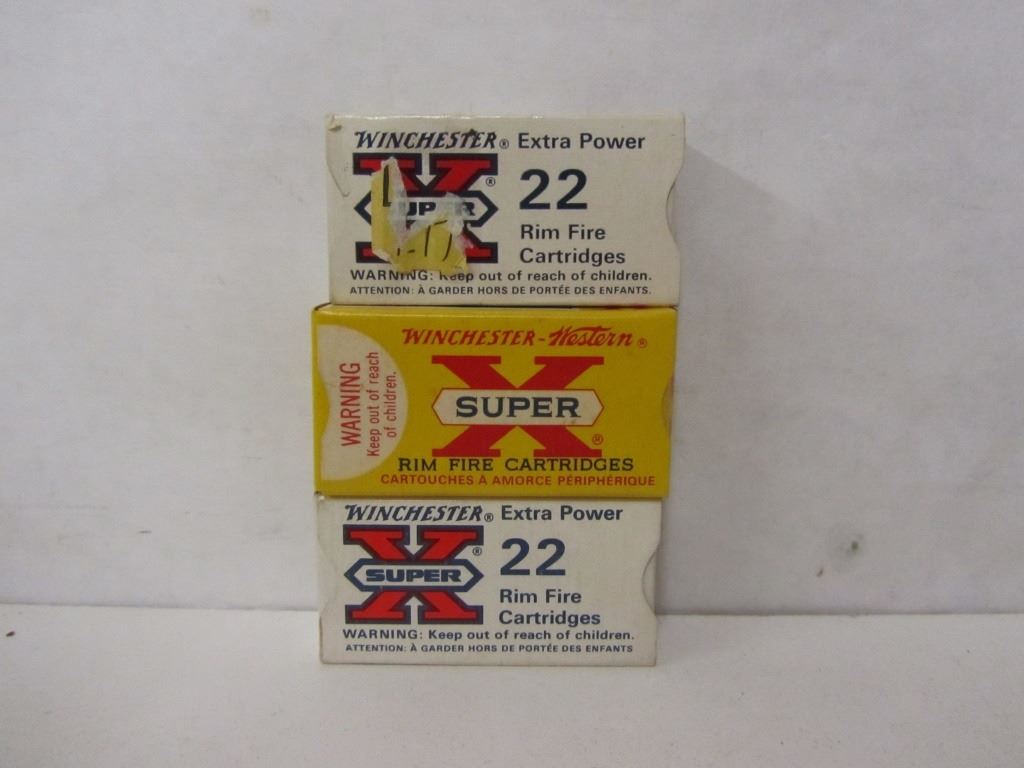 WINCHESTER® Extra Power
22
SUPER X ®
Rim Fire
Cartridges
WARNING: Keep out of reach of children.
ATTENTION: À GARDER HORS DE PORTÉE DES ENFANTS.
WINCHESTER-Western®
WARNING
Keep out of reach
of children.
X
SUPER
®
RIM FIRE CARTRIDGES
CARTOUCHES À AMORCE PÉRIPHÉRIQUE
WINCHESTER® Extra Power
X ®
22
SUPER
Rim Fire
Cartridges
WARNING: Keep out of reach of children.
ATTENTION: À GARDER HORS DE PORTÉE DES ENFANTS